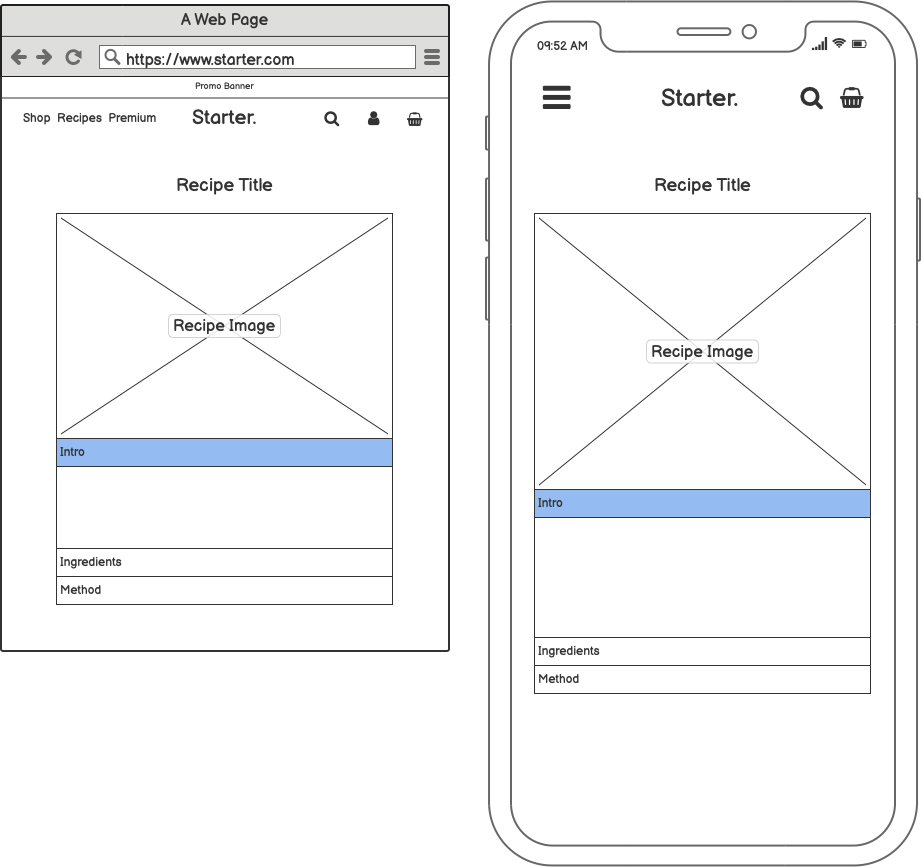 A Web Page
https://www.starter.com
Promo Banner
Shop Recipes Premium Starter.
Recipe Title
Recipe Image
Intro
Ingredients
Method
09:52 AM
Starter.
Recipe Title
Recipe Image
Intro
Ingredients
Method